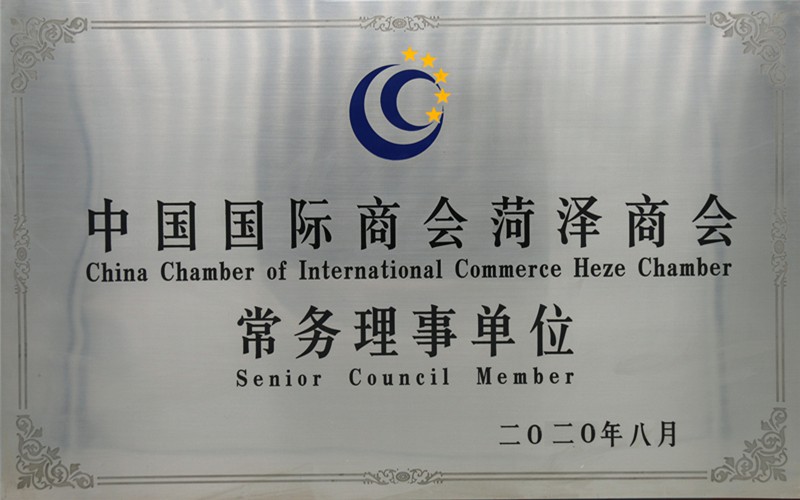 中国国际商会菏泽商会
China Chamber of International Commerce Heze Chamber
常务理事单位
Senior Council Member
二〇二〇年八月